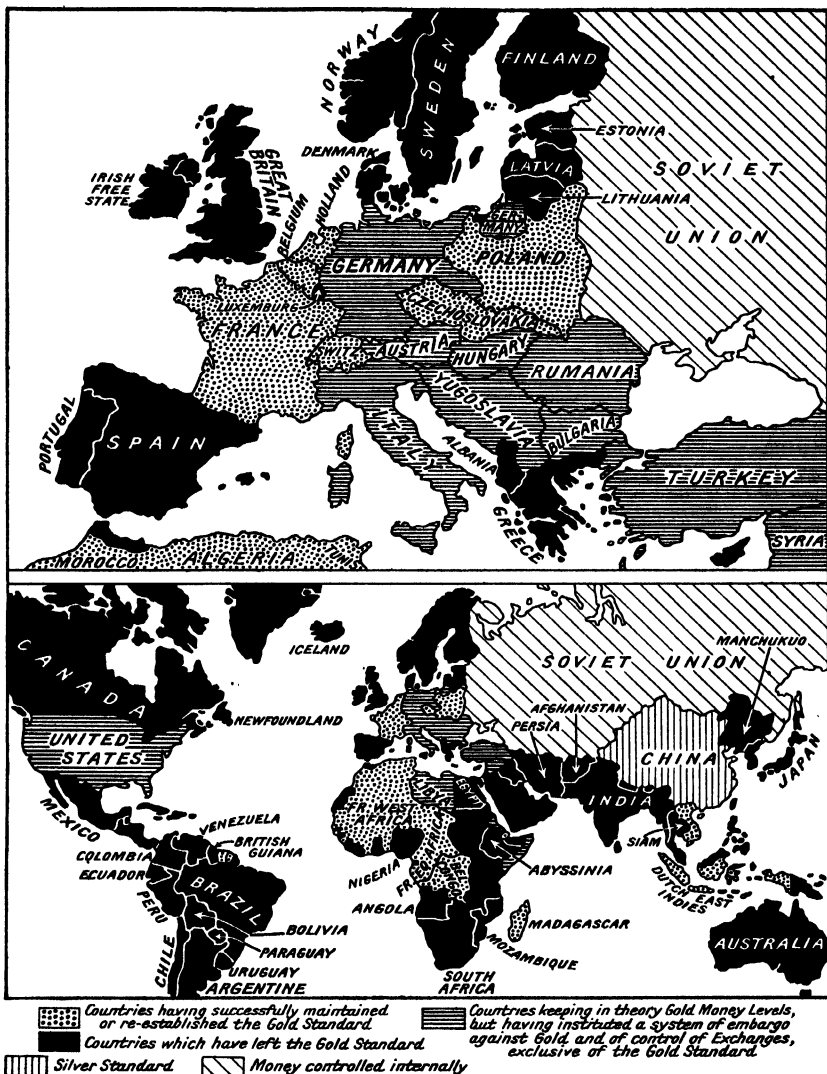 NORWAY
SWEDEN
FINLAND
ESTONIA
LATVIA
LITHUANIA
SOVIET
UNION
DENMARK
IRISH
FREE
STATE
GREAT
BRITAIN
HOLLAND
BELGIUM
GER-
MANY
GERMANY
POLAND
LUXEMBURG
FRANCE
CZECHOSLOVAKIA
SWITZ.
AUSTRIA
HUNGARY
RUMANIA
YUGOSLAVIA
BULGARIA
PORTUGAL
SPAIN
ITALY
ALBANIA
GREECE
TURKEY
SYRIA
MOROCCO
ALGERIA
TUNIS
CANADA
ICELAND
SOVIET UNION
MANCHUKUO
NEWFOUNDLAND
AFGHANISTAN
PERSIA
UNITED
STATES
CHINA
JAPAN
MEXICO
FR. WEST
AFRICA
EGYPT
INDIA
VENEZUELA
BRITISH
GUIANA
COLOMBIA
ECUADOR
SIAM
NIGERIA
ABYSSINIA
DUTCH EAST
INDIES
PERU
BRAZIL
ANGOLA
MADAGASCAR
BOLIVIA
MOZAMBIQUE
PARAGUAY
CHILE
URUGUAY
ARGENTINE
SOUTH
AFRICA
AUSTRALIA
Countries having successfully maintained
or re-established the Gold Standard
Countries which have left the Gold Standard
Countries keeping in theory Gold Money Levels,
but having instituted a system of embargo
against Gold and of control of Exchanges,
exclusive of the Gold Standard
Silver Standard
Money controlled internally